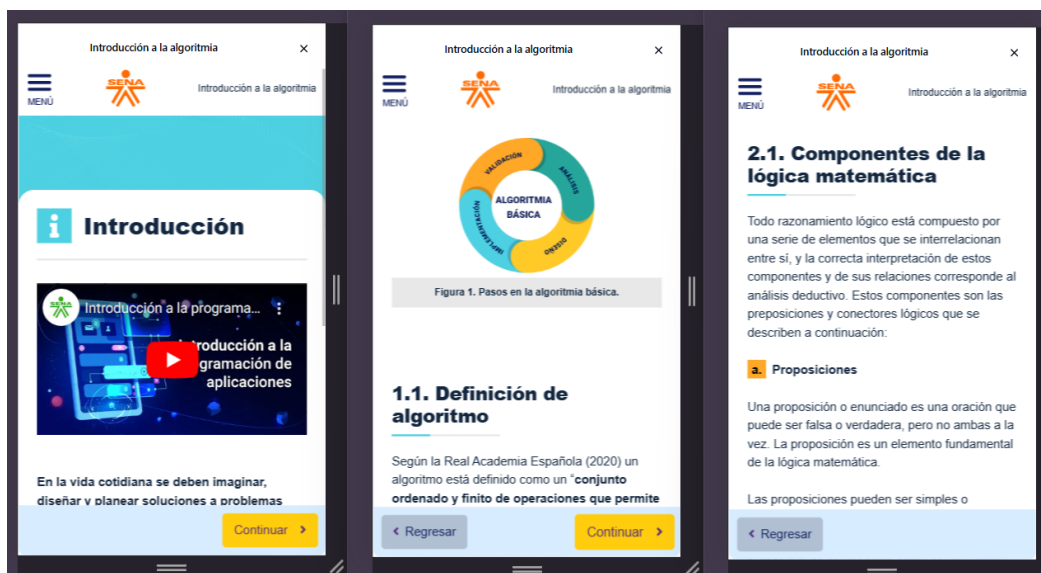 Introducción a la algoritmia ×
MENÚ
SENA
Introducción a la algoritmia
i Introducción
Introducción a la programa...
Introducción a la
gramación de
aplicaciones
En la vida cotidiana se deben imaginar,
diseñar y planear soluciones a problemas
Continuar >
Introducción a la algoritmia ×
MENÚ
SENA
Introducción a la algoritmia
VALIDACIÓN
ANÁLISIS
DISEÑO
IMPLEMENTACIÓN
ALGORITMIA
BÁSICA
Figura 1. Pasos en la algoritmia básica.
1.1. Definición de
algoritmo
Según la Real Academia Española (2020) un
algoritmo está definido como un “conjunto
ordenado y finito de operaciones que permite
< Regresar
Continuar >
Introducción a la algoritmia ×
MENÚ
SENA
Introducción a la algoritmia
2.1. Componentes de la
lógica matemática
Todo razonamiento lógico está compuesto por
una serie de elementos que se interrelacionan
entre sí, y la correcta interpretación de estos
componentes y de sus relaciones corresponde al
análisis deductivo. Estos componentes son las
preposiciones y conectores lógicos que se
describen a continuación:
a. Proposiciones
Una proposición o enunciado es una oración que
puede ser falsa o verdadera, pero no ambas a la
vez. La proposición es un elemento fundamental
de la lógica matemática.
Las proposiciones pueden ser simples o
< Regresar